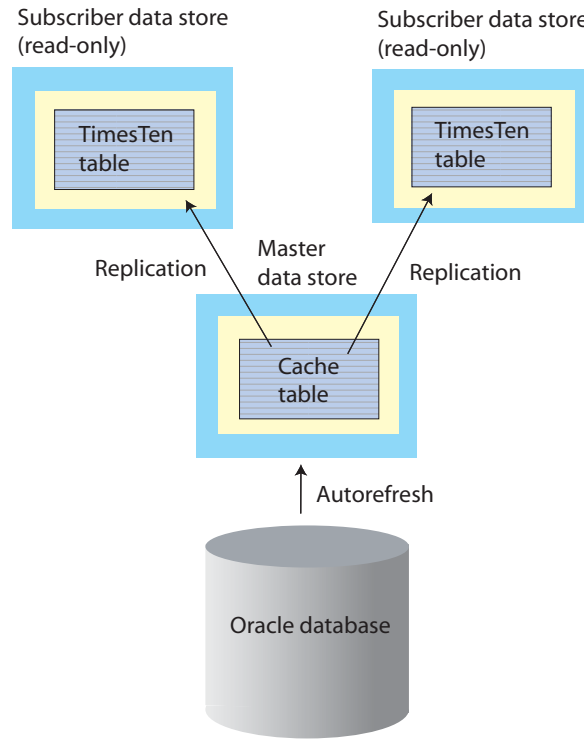 Subscriber data store
(read-only)
Subscriber data store
(read-only)
TimesTen
table
TimesTen
table
Replication
Master
data store
Replication
Cache
table
Autorefresh
Oracle database